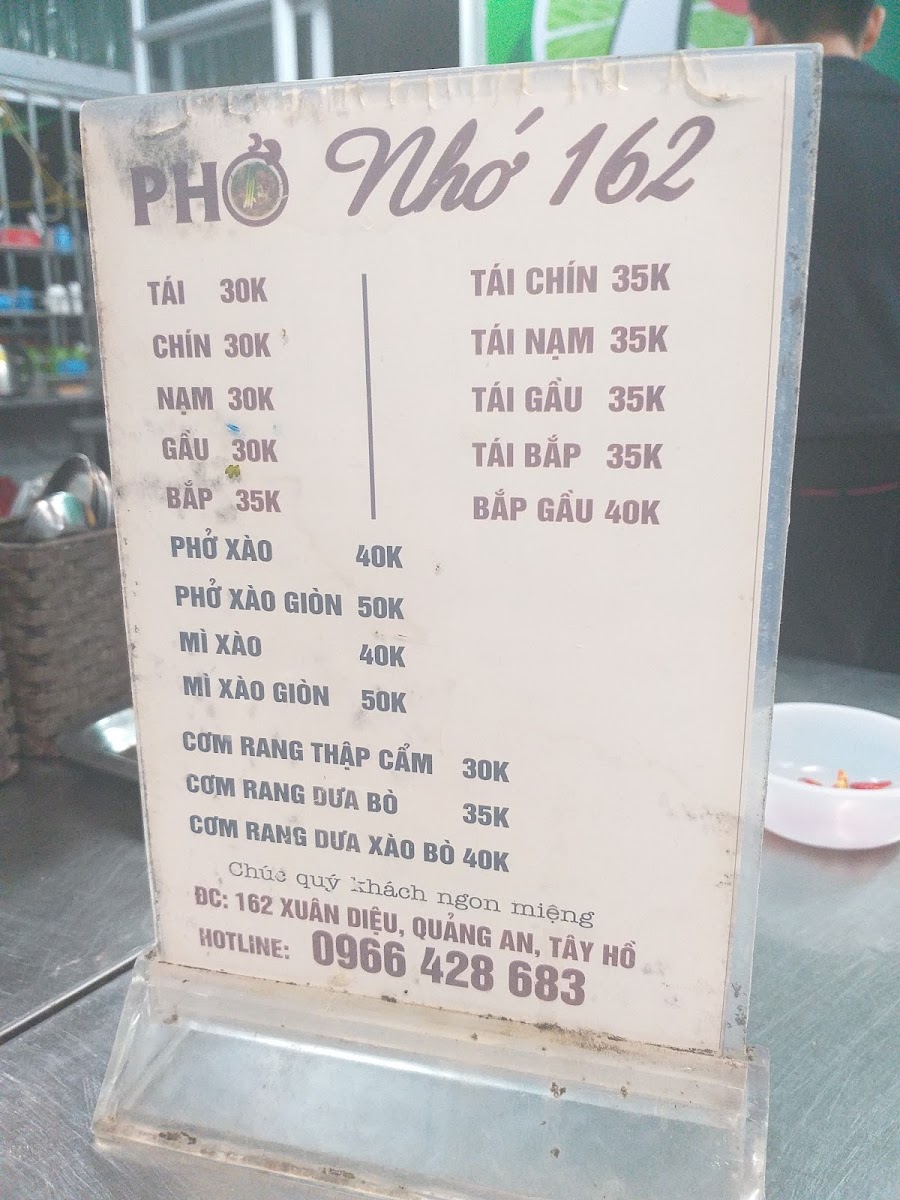 PHỞ Nhớ 162
TÁI 30K
CHÍN 30K
NẠM 30K
GẦU 30K
BẮP 35K
TÁI CHÍN 35K
TÁI NẠM 35K
TÁI GẦU 35K
TÁI BẮP 35K
BẮP GẦU 40K
PHỞ XÀO 40K
PHỞ XÀO GIÒN 50K
MÌ XÀO 40K
MÌ XÀO GIÒN 50K
CƠM RANG THẬP CẨM 30K
CƠM RANG DƯA BÒ 35K
CƠM RANG DƯA XÀO BÒ 40K
Chúc quý khách ngon miệng
ĐC: 162 XUÂN DIỆU, QUẢNG AN, TÂY HỒ
HOTLINE: 0966 428 683